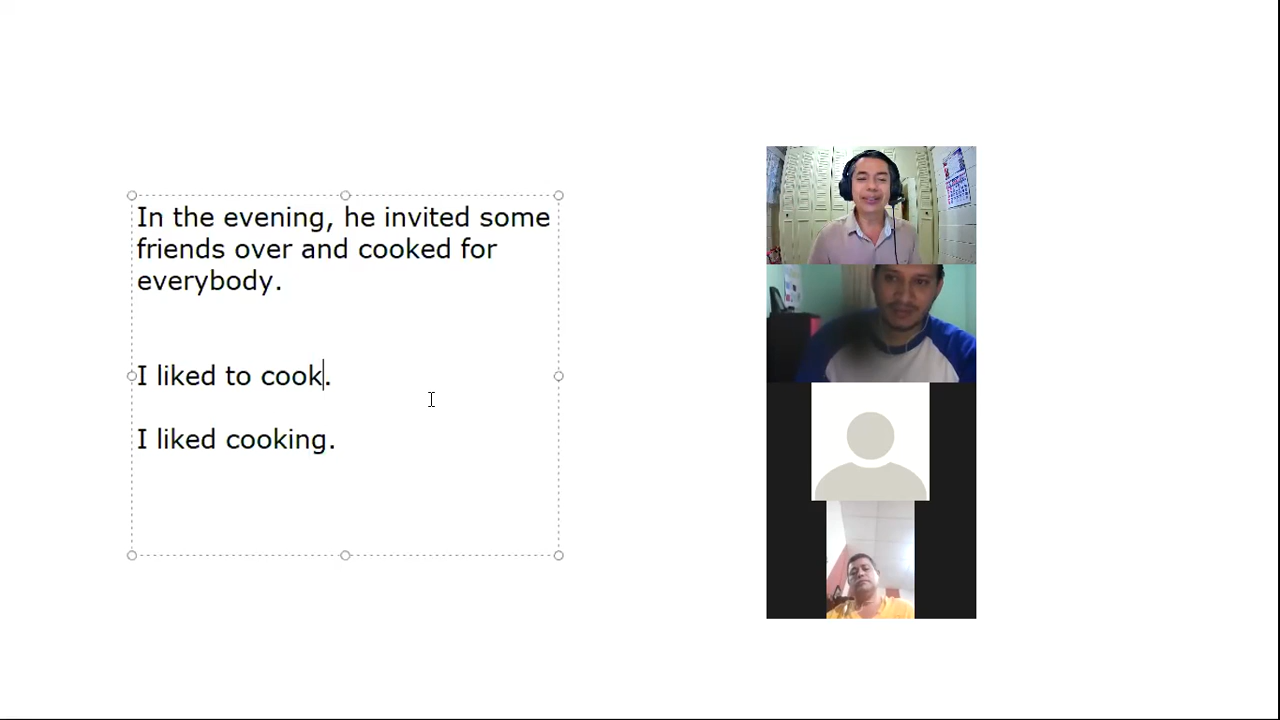 In the evening, he invited some
friends over and cooked for
everybody.
I liked to cook.
I liked cooking.